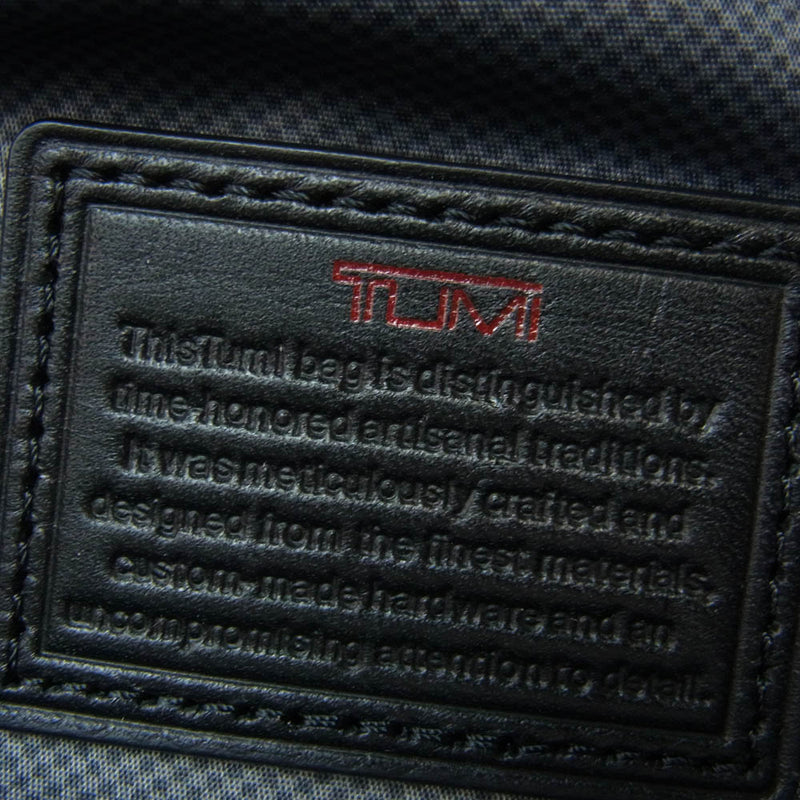 TUMI
This Tumi bag is distinguished by
time-honored artisanal traditions.
It was meticulously crafted and
designed from the finest materials,
custom-made hardware and an
uncompromising attention to detail.